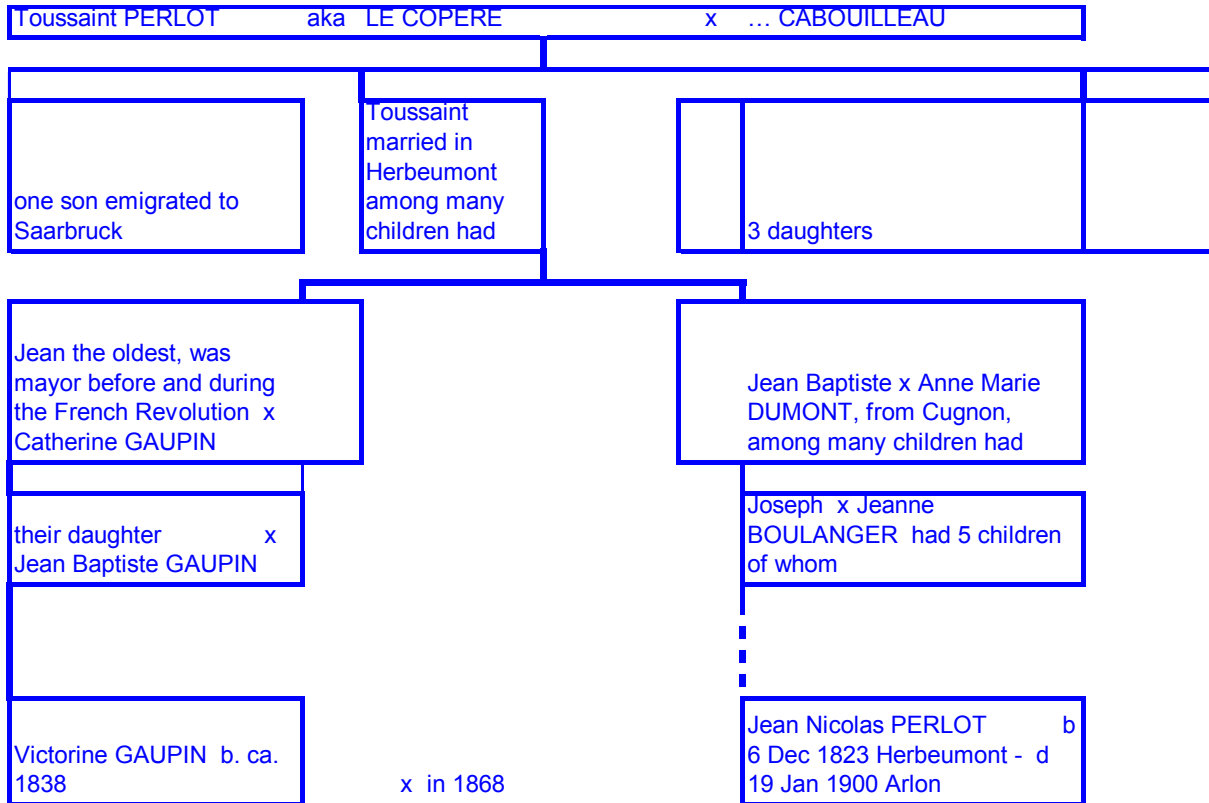 Toussaint PERLOT aka LE COPERE x … CABOUILLEAU
one son emigrated to
Saarbruck
Toussaint
married in
Herbeumont
among many
children had
3 daughters
Jean the oldest, was
mayor before and during
the French Revolution x
Catherine GAUPIN
Jean Baptiste x Anne Marie
DUMONT, from Cugnon,
among many children had
their daughter x
Jean Baptiste GAUPIN
Joseph x Jeanne
BOULANGER had 5 children
of whom
Victorine GAUPIN b. ca.
1838
x in 1868
Jean Nicolas PERLOT b
6 Dec 1823 Herbeumont - d
19 Jan 1900 Arlon